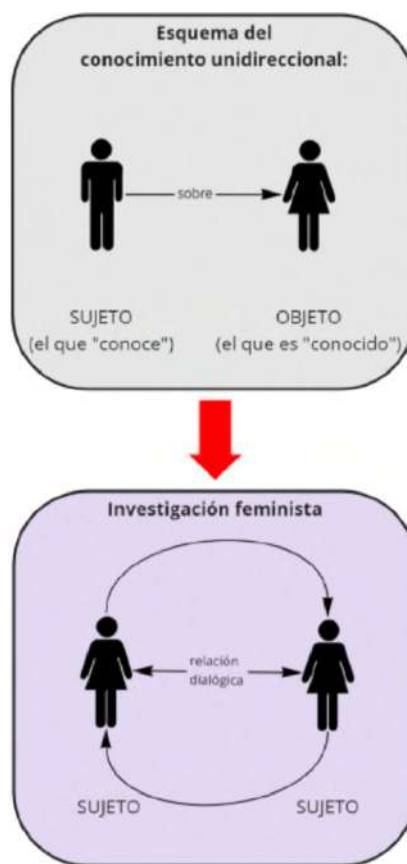 Esquema del
conocimiento unidireccional:
sobre
SUJETO
(el que "conoce")
OBJETO
(el que es "conocido")
Investigación feminista
relación
dialógica
SUJETO
SUJETO